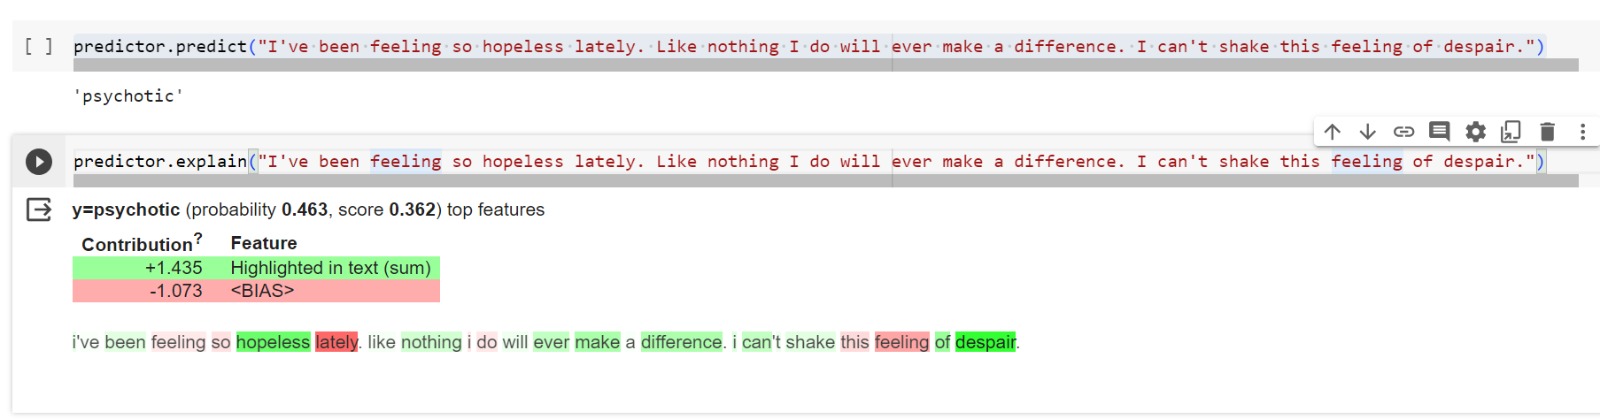 [ ] predictor.predict("I've been feeling so hopeless lately. Like nothing I do will ever make a difference. I can't shake this feeling of despair.")
'psychotic'
predictor.explain("I've been feeling so hopeless lately. Like nothing I do will ever make a difference. I can't shake this feeling of despair.")
y=psychotic (probability 0.463, score 0.362) top features
Contribution? Feature
+1.435 Highlighted in text (sum)
-1.073 <BIAS>
i've been feeling so hopeless lately. like nothing i do will ever make a difference. i can't shake this feeling of despair.